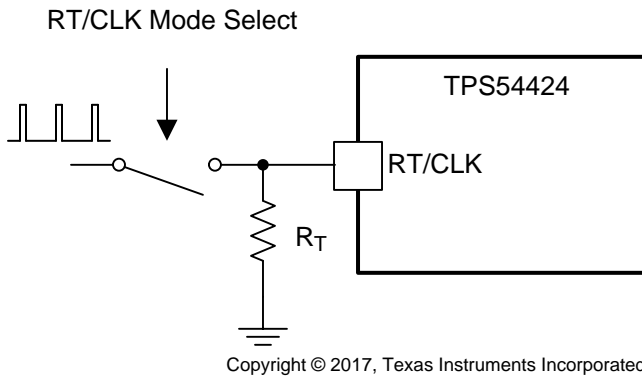 RT/CLK Mode Select
TPS54424
RT/CLK
RT
Copyright © 2017, Texas Instruments Incorporated